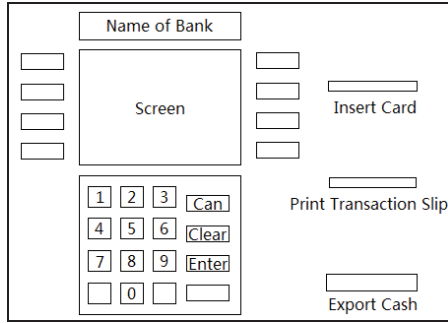 Name of Bank
Screen
Insert Card
1 2 3 Can
Print Transaction Slip
4 5 6 Clear
7 8 9 Enter
0
Export Cash